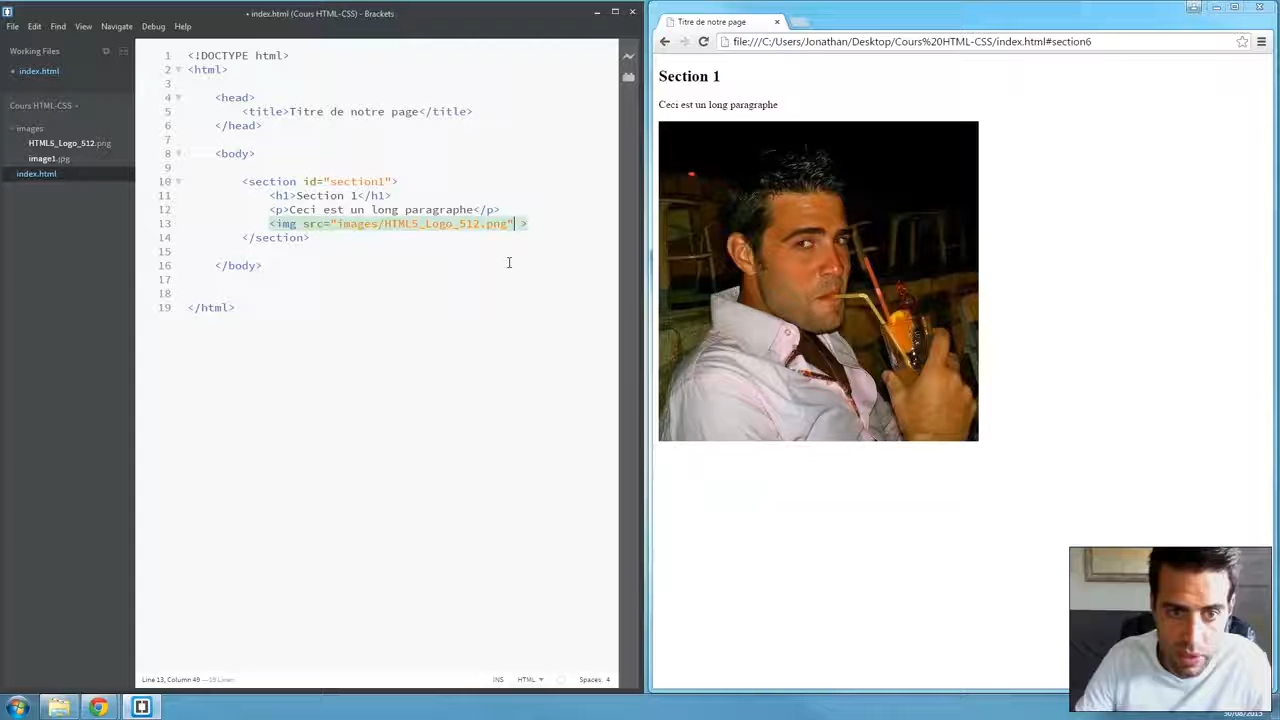 • index.html (Cours HTML-CSS) - Brackets
File Edit Find View Navigate Debug Help
Working Files
• index.html
Cours HTML-CSS
images
HTML5_Logo_512.png
image1.jpg
index.html
1 <!DOCTYPE html>
2 <html>
3
4 <head>
5 <title>Titre de notre page</title>
6 </head>
7
8 <body>
9
10 <section id="section1">
11 <h1>Section 1</h1>
12 <p>Ceci est un long paragraphe</p>
13 <img src="images/HTML5_Logo_512.png" >
14 </section>
15
16 </body>
17
18
19 </html>
Line 13, Column 49 — 19 Lines
INS HTML Spaces: 4
Titre de notre page
file:///C:/Users/Jonathan/Desktop/Cours%20HTML-CSS/index.html#section6
Section 1
Ceci est un long paragraphe
30/08/2015